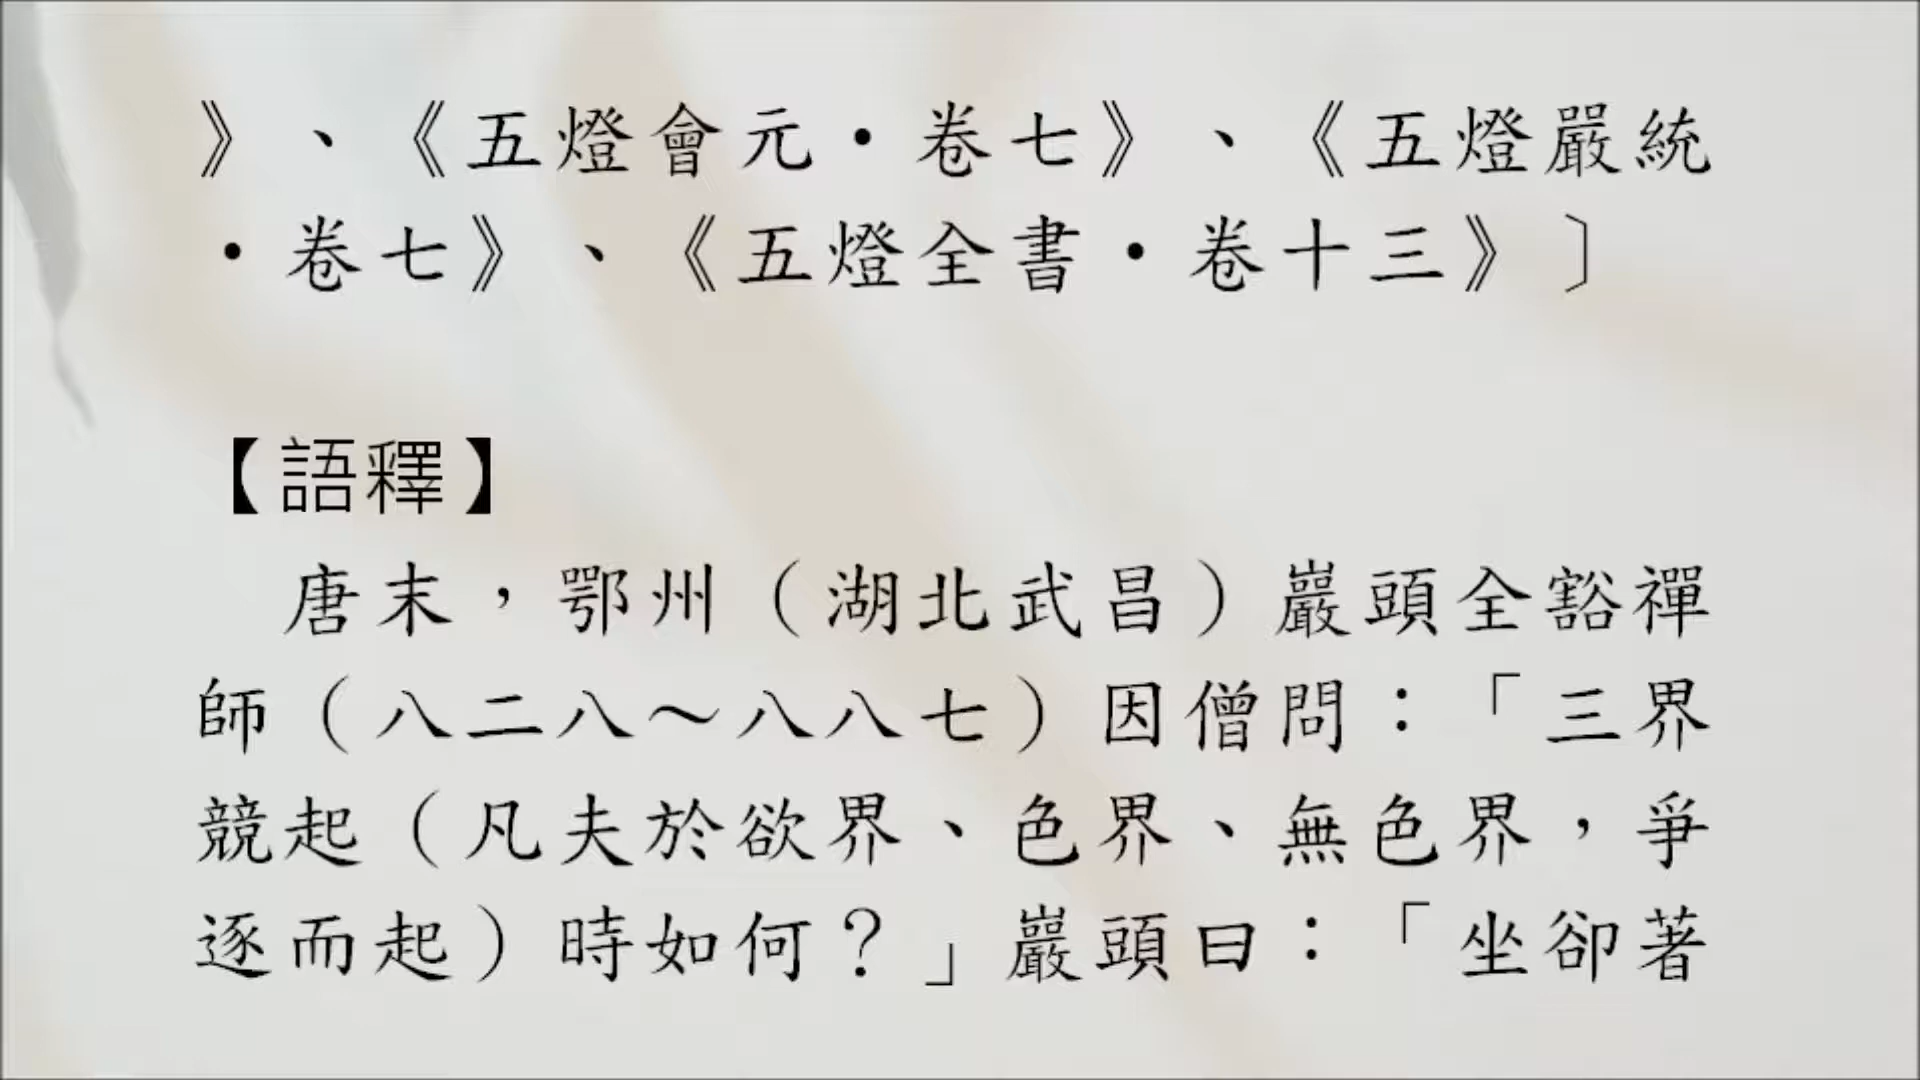 》、《五燈會元·卷七》、《五燈嚴統
·卷七》、《五燈全書·卷十三》〕
【語釋】
唐末，鄂州（湖北武昌）巖頭全豁禪
師（八二八～八八七）因僧問：「三界
競起（凡夫於欲界、色界、無色界，爭
逐而起）時如何？」巖頭曰：「坐卻著